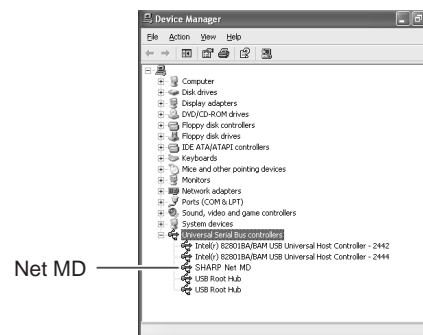 Device Manager
File Action View Help
Computer
Disk drives
Display adapters
DVD/CD-ROM drives
Floppy disk controllers
Floppy disk drives
IDE ATA/ATAPI controllers
Keyboards
Mice and other pointing devices
Monitors
Network adapters
Ports (COM & LPT)
Sound, video and game controllers
System devices
Universal Serial Bus controllers
Intel(r) 82801BA/BAM USB Universal Host Controller - 2442
Intel(r) 82801BA/BAM USB Universal Host Controller - 2444
Net MD
SHARP Net MD
USB Root Hub
USB Root Hub